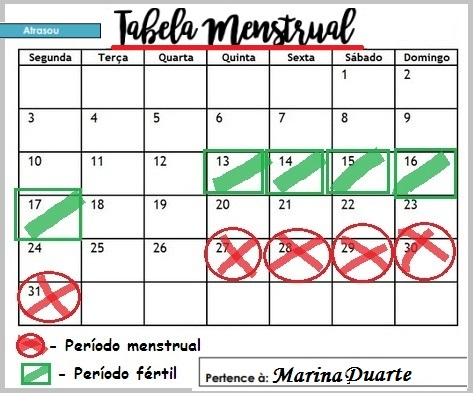 Atrasou
Tabela Menstrual
Segunda Terça Quarta Quinta Sexta Sábado Domingo
1 2
3 4 5 6 7 8 9
10 11 12 13 14 15 16
17 18 19 20 21 22 23
24 25 26 27 28 29 30
31
- Período menstrual
- Período fértil
Pertence à: Marina Duarte